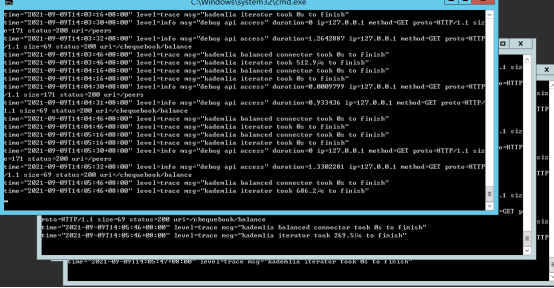 C:\Windows\system32\cmd.exe
time="2021-09-09T14:03:16+08:00" level=trace msg="kademlia iterator took 0s to finish"
time="2021-09-09T14:03:30+08:00" level=info msg="debug api access" duration=0 ip=127.0.0.1 method=GET proto=HTTP/1.1 siz
e=171 status=200 uri=/peers
time="2021-09-09T14:03:32+08:00" level=info msg="debug api access" duration=1.2642887 ip=127.0.0.1 method=GET proto=HTTP
/1.1 size=69 status=200 uri=/chequebook/balance
time="2021-09-09T14:03:46+08:00" level=trace msg="kademlia balanced connector took 0s to finish"
time="2021-09-09T14:03:46+08:00" level=trace msg="kademlia iterator took 512.9µs to finish"
time="2021-09-09T14:04:16+08:00" level=trace msg="kademlia balanced connector took 0s to finish"
time="2021-09-09T14:04:16+08:00" level=trace msg="kademlia iterator took 0s to finish"
time="2021-09-09T14:04:30+08:00" level=info msg="debug api access" duration=0.0009799 ip=127.0.0.1 method=GET proto=HTTP
/1.1 size=171 status=200 uri=/peers
time="2021-09-09T14:04:31+08:00" level=info msg="debug api access" duration=0.933436 ip=127.0.0.1 method=GET proto=HTTP/
1.1 size=69 status=200 uri=/chequebook/balance
time="2021-09-09T14:04:46+08:00" level=trace msg="kademlia balanced connector took 0s to finish"
time="2021-09-09T14:04:46+08:00" level=trace msg="kademlia iterator took 0s to finish"
time="2021-09-09T14:05:16+08:00" level=trace msg="kademlia balanced connector took 0s to finish"
time="2021-09-09T14:05:16+08:00" level=trace msg="kademlia iterator took 0s to finish"
time="2021-09-09T14:05:30+08:00" level=info msg="debug api access" duration=0 ip=127.0.0.1 method=GET proto=HTTP/1.1 siz
e=171 status=200 uri=/peers
time="2021-09-09T14:05:32+08:00" level=info msg="debug api access" duration=1.3302281 ip=127.0.0.1 method=GET proto=HTTP
/1.1 size=69 status=200 uri=/chequebook/balance
time="2021-09-09T14:05:46+08:00" level=trace msg="kademlia balanced connector took 0s to finish"
time="2021-09-09T14:05:46+08:00" level=trace msg="kademlia iterator took 686.2µs to finish"
proto=HTTP/1.1 size=69 status=200 uri=/chequebook/balance
time="2021-09-09T14:05:46+08:00" level=trace msg="kademlia balanced connector took 0s to finish"
time="2021-09-09T14:05:46+08:00" level=trace msg="kademlia iterator took 269.5µs to finish"
time="2021-09-09T14:05:47+08:00" level=trace msg="kademlia iterator took 0s to finish"